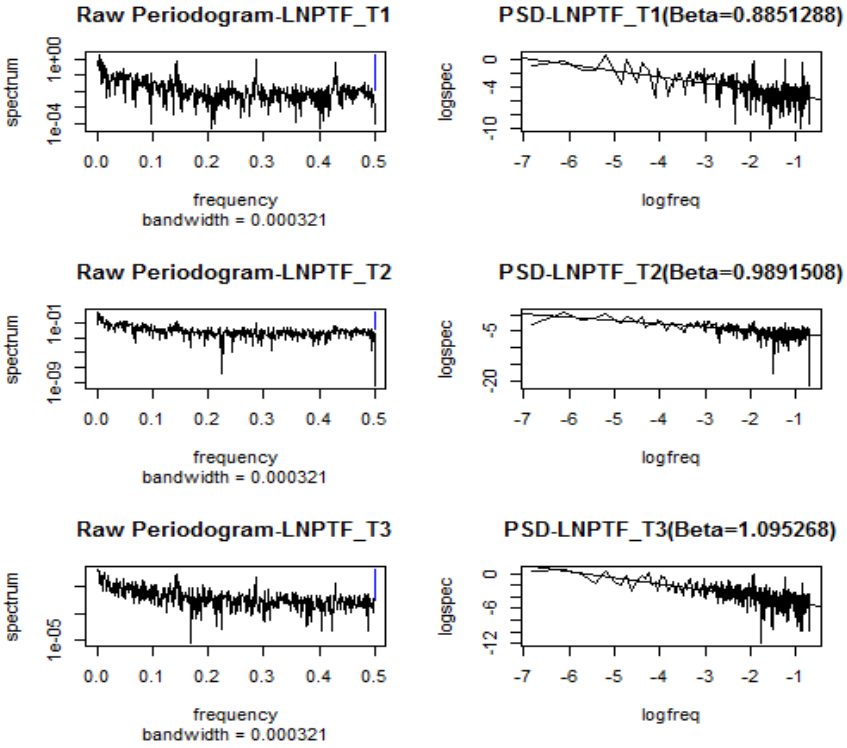 Raw Periodogram-LNPTF_T1
spectrum
1e+00
1e-04
0.0 0.1 0.2 0.3 0.4 0.5
frequency
bandwidth = 0.000321
PSD-LNPTF_T1(Beta=0.8851288)
logspec
0
-4
-10
-7 -6 -5 -4 -3 -2 -1
logfreq
Raw Periodogram-LNPTF_T2
spectrum
1e-01
1e-09
0.0 0.1 0.2 0.3 0.4 0.5
frequency
bandwidth = 0.000321
PSD-LNPTF_T2(Beta=0.9891508)
logspec
-5
-20
-7 -6 -5 -4 -3 -2 -1
logfreq
Raw Periodogram-LNPTF_T3
spectrum
1e-05
0.0 0.1 0.2 0.3 0.4 0.5
frequency
bandwidth = 0.000321
PSD-LNPTF_T3(Beta=1.095268)
logspec
0
-6
-12
-7 -6 -5 -4 -3 -2 -1
logfreq